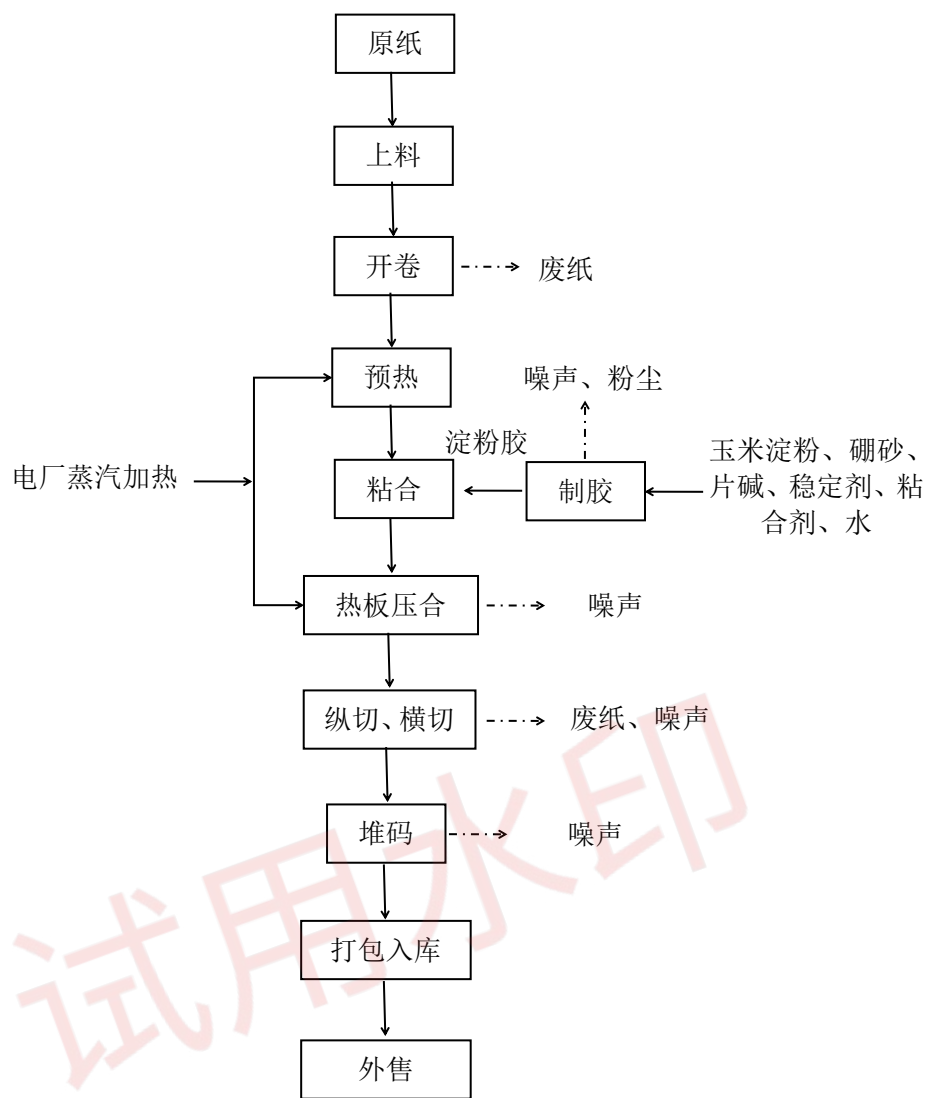 原纸
上料
开卷
废纸
预热
噪声、粉尘
淀粉胶
电厂蒸汽加热
粘合
制胶
玉米淀粉、硼砂、
片碱、稳定剂、粘
合剂、水
热板压合
噪声
纵切、横切
废纸、噪声
堆码
噪声
打包入库
外售
试用水印